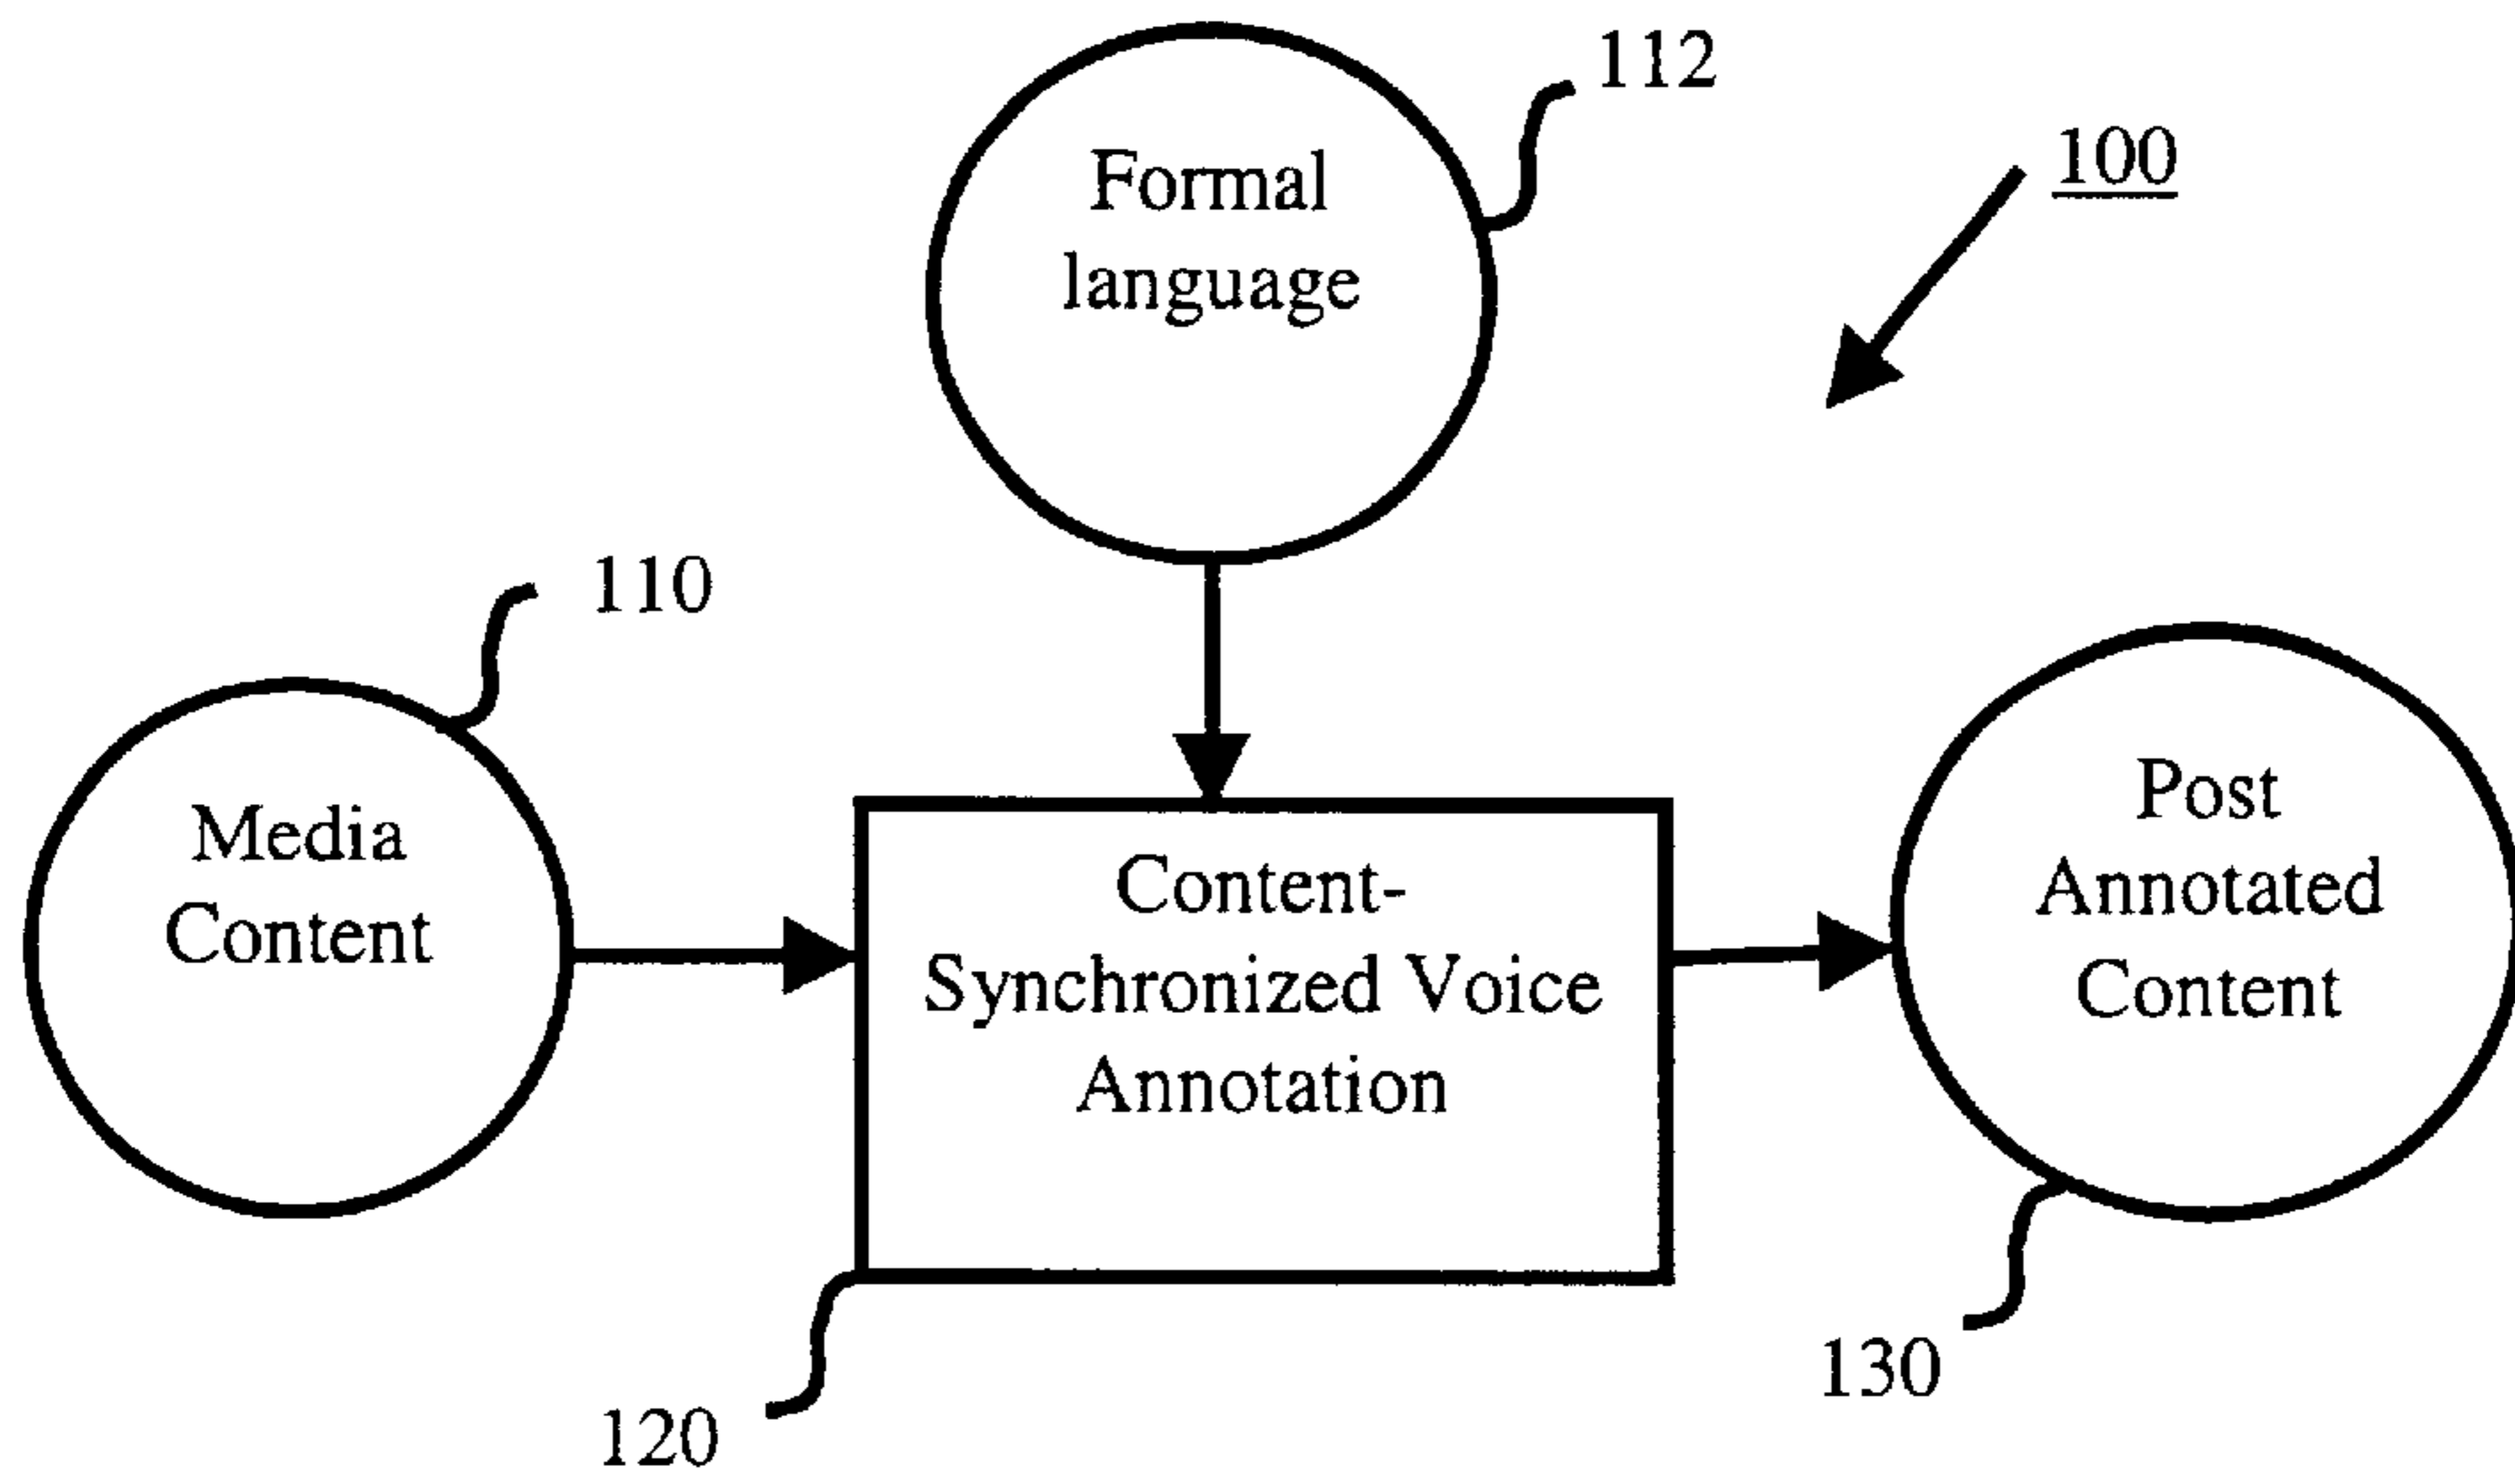 112
Formal
language
100
110
Media
Content
Content-
Synchronized Voice
Annotation
Post
Annotated
Content
120
130